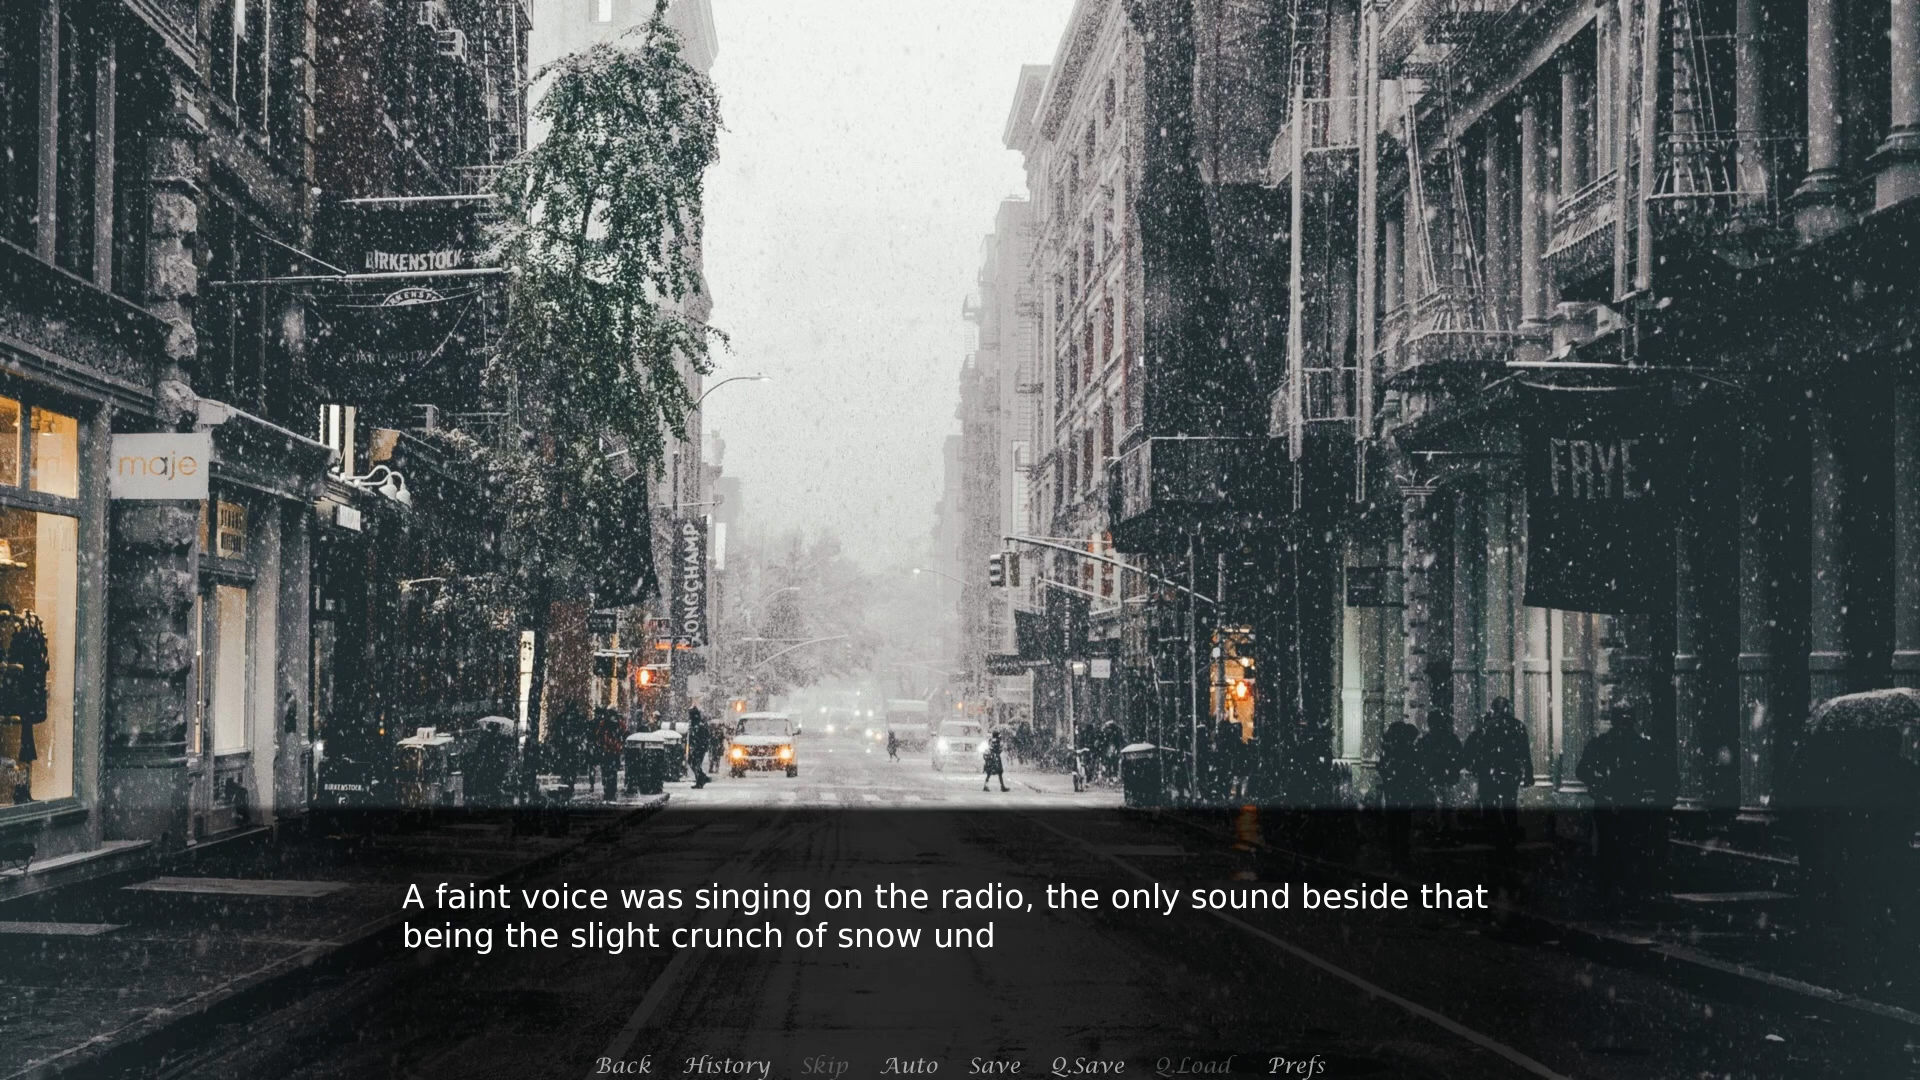 BIRKENSTOCK
maje
LONGCHAMP
FRYE
BIRKENSTOCK
A faint voice was singing on the radio, the only sound beside that
being the slight crunch of snow und
Back History Skip Auto Save Q.Save Q.Load Prefs